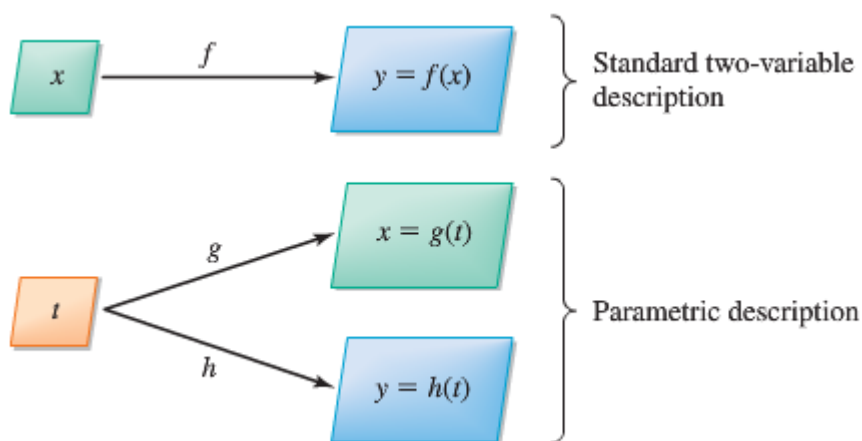 f
x
y = f(x)
Standard two-variable
description
x = g(t)
g
t
Parametric description
h
y = h(t)